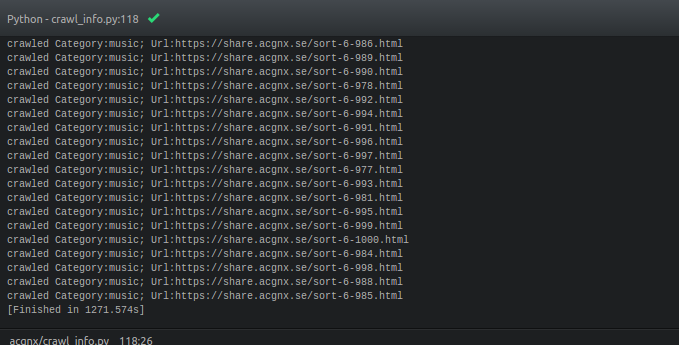 Python - crawl_info.py:118
crawled Category:music; Url:https://share.acgnx.se/sort-6-986.html
crawled Category:music; Url:https://share.acgnx.se/sort-6-989.html
crawled Category:music; Url:https://share.acgnx.se/sort-6-990.html
crawled Category:music; Url:https://share.acgnx.se/sort-6-978.html
crawled Category:music; Url:https://share.acgnx.se/sort-6-992.html
crawled Category:music; Url:https://share.acgnx.se/sort-6-994.html
crawled Category:music; Url:https://share.acgnx.se/sort-6-991.html
crawled Category:music; Url:https://share.acgnx.se/sort-6-996.html
crawled Category:music; Url:https://share.acgnx.se/sort-6-997.html
crawled Category:music; Url:https://share.acgnx.se/sort-6-977.html
crawled Category:music; Url:https://share.acgnx.se/sort-6-993.html
crawled Category:music; Url:https://share.acgnx.se/sort-6-981.html
crawled Category:music; Url:https://share.acgnx.se/sort-6-995.html
crawled Category:music; Url:https://share.acgnx.se/sort-6-999.html
crawled Category:music; Url:https://share.acgnx.se/sort-6-1000.html
crawled Category:music; Url:https://share.acgnx.se/sort-6-984.html
crawled Category:music; Url:https://share.acgnx.se/sort-6-998.html
crawled Category:music; Url:https://share.acgnx.se/sort-6-988.html
crawled Category:music; Url:https://share.acgnx.se/sort-6-985.html
[Finished in 1271.574s]
acgnx/crawl_info.py 118:26